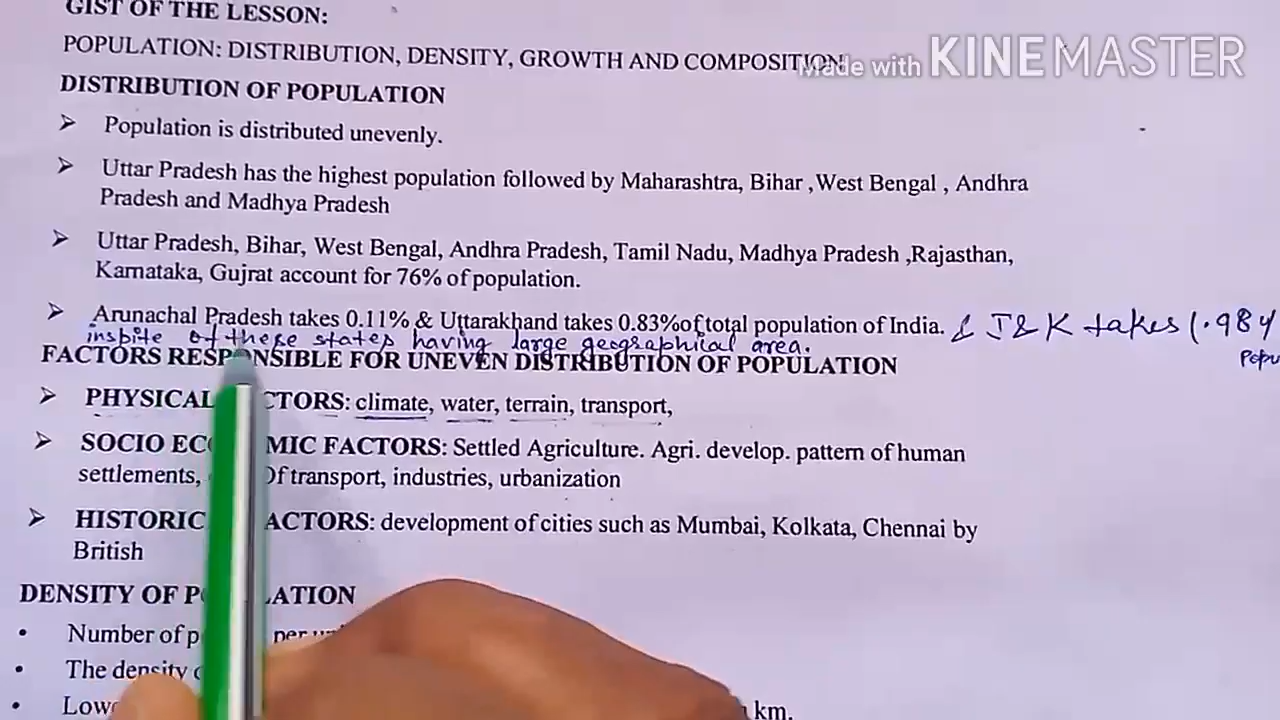 GIST OF THE LESSON:
POPULATION: DISTRIBUTION, DENSITY, GROWTH AND COMPOSITION
Made with KINEMASTER
DISTRIBUTION OF POPULATION
➢ Population is distributed unevenly.
➢ Uttar Pradesh has the highest population followed by Maharashtra, Bihar ,West Bengal , Andhra
Pradesh and Madhya Pradesh
➢ Uttar Pradesh, Bihar, West Bengal, Andhra Pradesh, Tamil Nadu, Madhya Pradesh ,Rajasthan,
Karnataka, Gujrat account for 76% of population.
➢ Arunachal Pradesh takes 0.11% & Uttarakhand takes 0.83%of total population of India. & J&K takes (.98%
inspite of these states having large geographical area. Popu
FACTORS RESPONSIBLE FOR UNEVEN DISTRIBUTION OF POPULATION
➢ PHYSICAL CTORS: climate, water, terrain, transport,
➢ SOCIO EC MIC FACTORS: Settled Agriculture. Agri. develop. pattern of human
settlements, Of transport, industries, urbanization
➢ HISTORIC ACTORS: development of cities such as Mumbai, Kolkata, Chennai by
British
DENSITY OF P LATION
• Number of p per
• The density
• Low km.